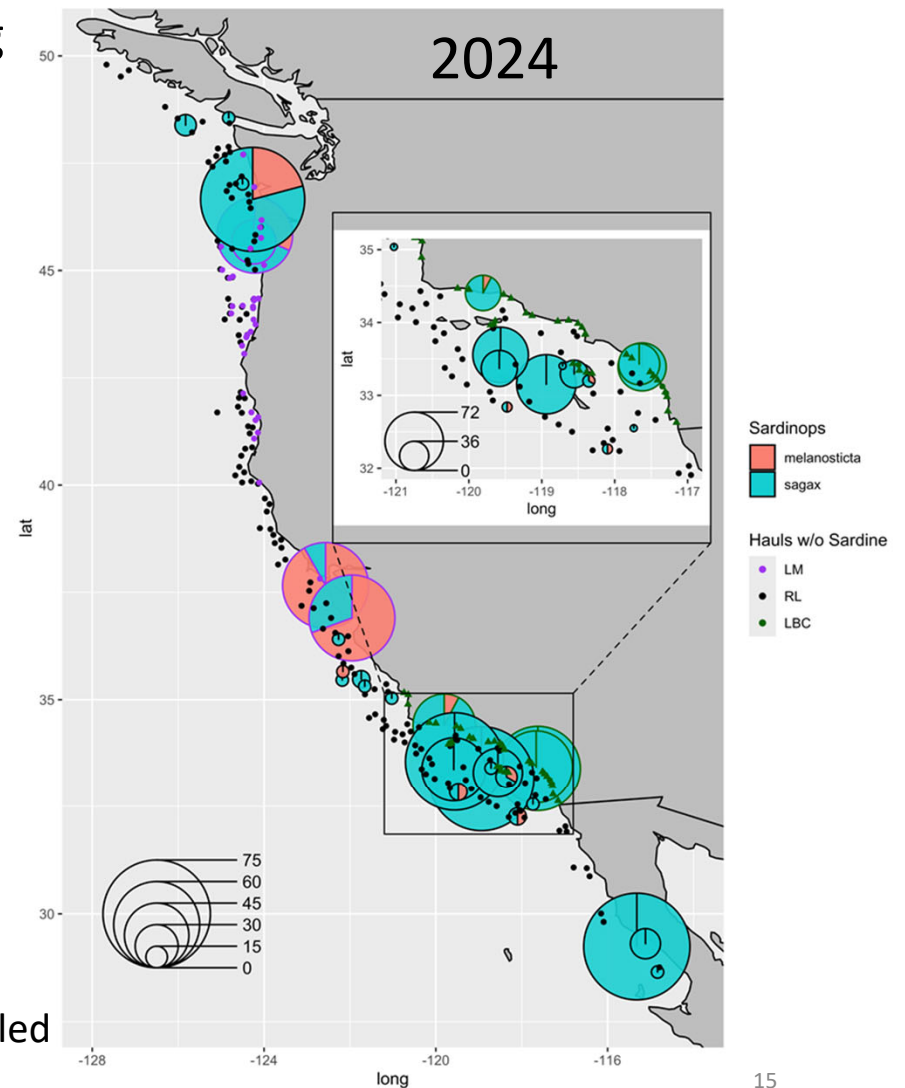 g
2024
50
45
40
35
30
lat
-128
-124
-120
-116
long
35
34
33
32
lat
-121
-120
-119
-118
-117
long
72
36
0
75
60
45
30
15
0
Sardinops
melanosticta
sagax
Hauls w/o Sardine
LM
RL
LBC
led
15